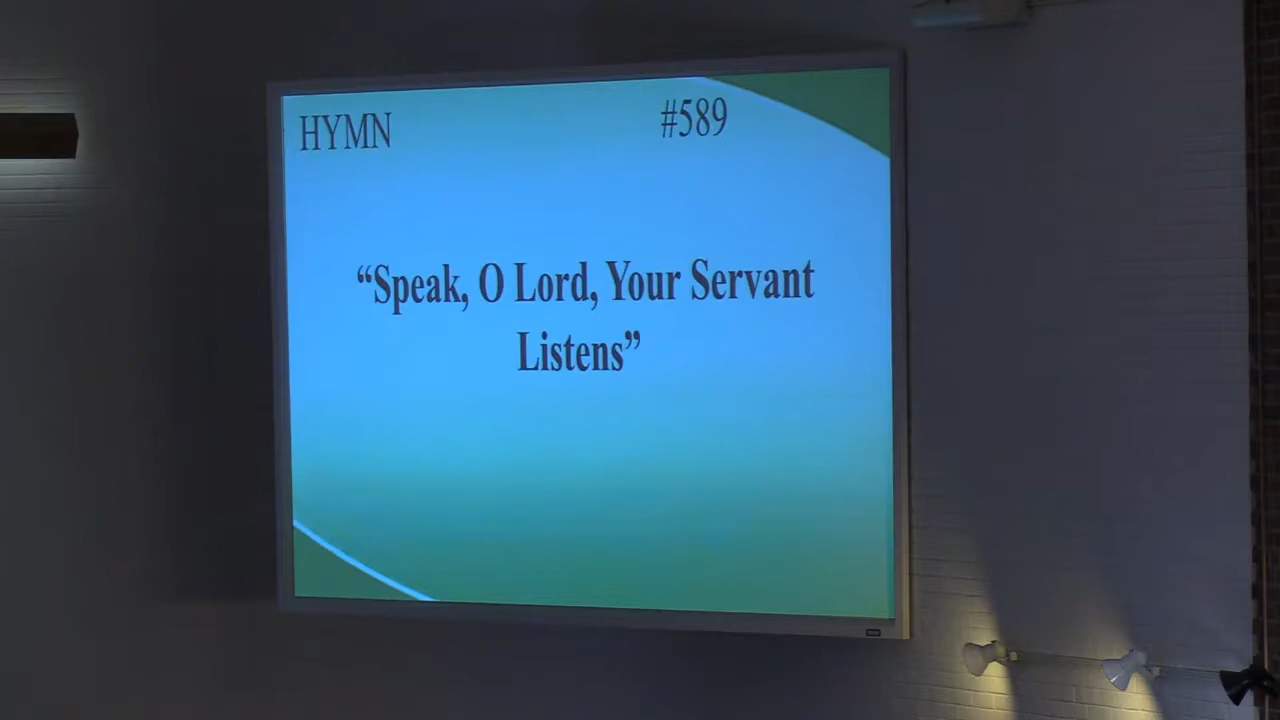 HYMN #589
“Speak, O Lord, Your Servant
Listens”